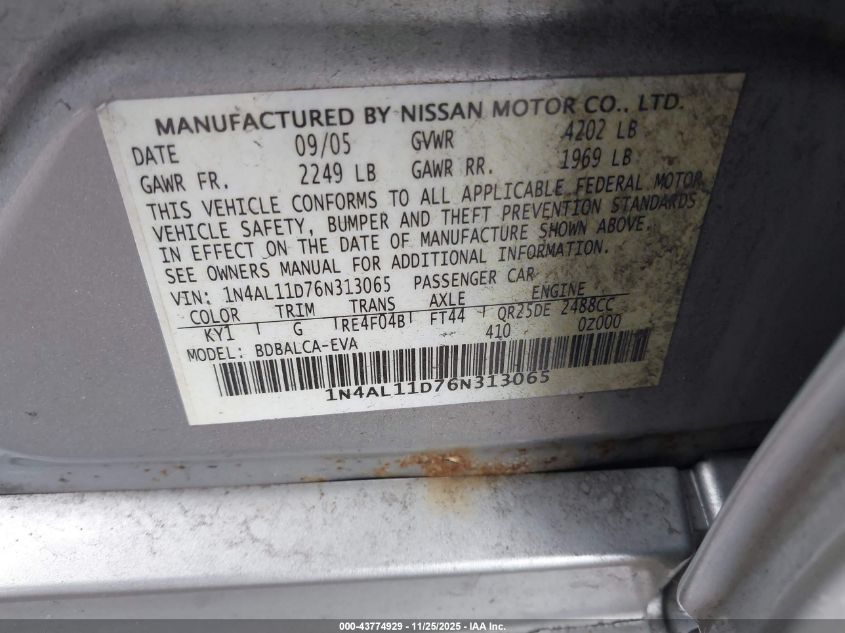 MANUFACTURED BY NISSAN MOTOR CO., LTD.
DATE 09/05 GVWR 4202 LB
GAWR FR. 2249 LB GAWR RR. 1969 LB
THIS VEHICLE CONFORMS TO ALL APPLICABLE FEDERAL MOTOR
VEHICLE SAFETY, BUMPER AND THEFT PREVENTION STANDARDS
IN EFFECT ON THE DATE OF MANUFACTURE SHOWN ABOVE.
SEE OWNERS MANUAL FOR ADDITIONAL INFORMATION.
VIN: 1N4AL11D76N313065 PASSENGER CAR
COLOR TRIM TRANS AXLE ENGINE
KY1 G RE4F04B FT44 QR25DE 2488CC
MODEL: BDBALCA-EVA 410 0Z000
1N4AL11D76N313065
000-43774929 - 11/25/2025 - IAA Inc.